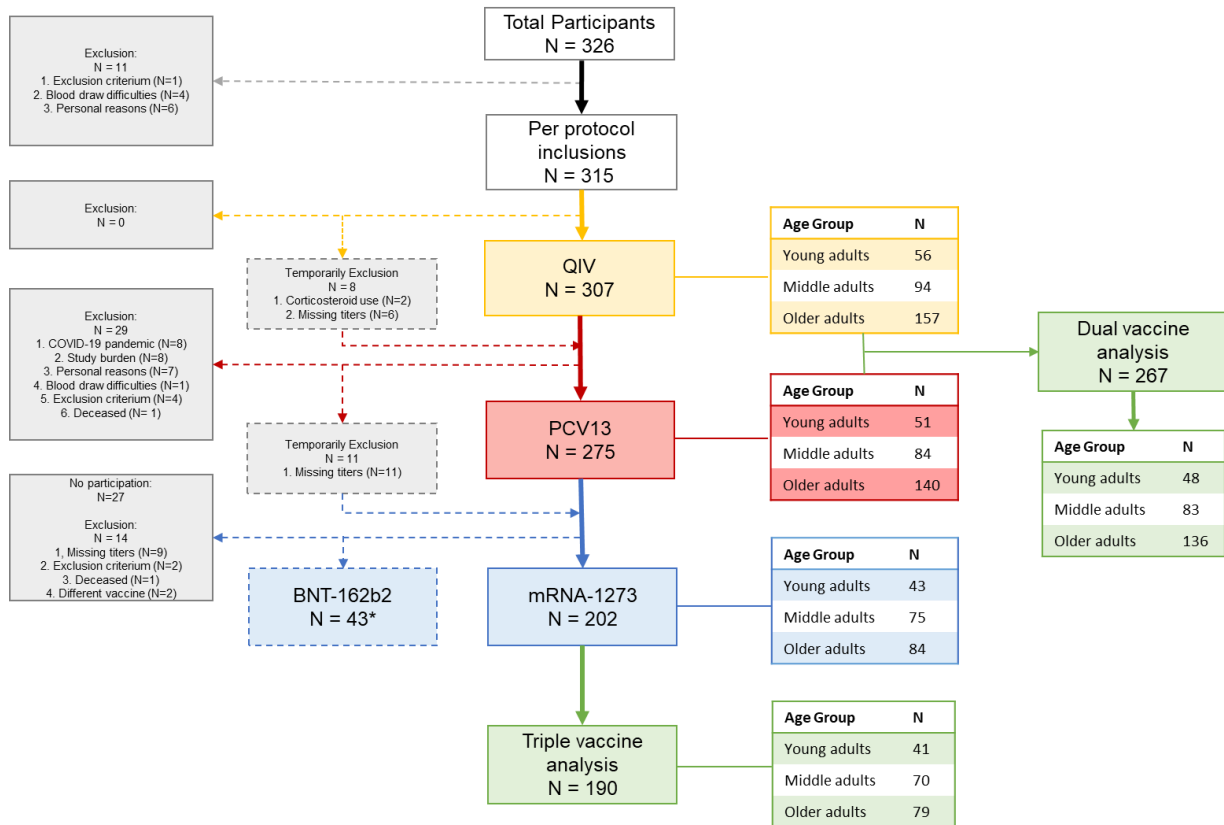 Total Participants
N = 326
Exclusion:
N = 11
1. Exclusion criterium (N=1)
2. Blood draw difficulties (N=4)
3. Personal reasons (N=6)
Per protocol
inclusions
N = 315
Exclusion:
N = 0
Temporarily Exclusion
N = 8
1. Corticosteroid use (N=2)
2. Missing titers (N=6)
QIV
N = 307
Age Group N
Young adults 56
Middle adults 94
Older adults 157
Exclusion:
N = 29
1. COVID-19 pandemic (N=8)
2. Study burden (N=8)
3. Personal reasons (N=7)
4. Blood draw difficulties (N=1)
5. Exclusion criterium (N=4)
6. Deceased (N= 1)
Dual vaccine
analysis
N = 267
Age Group N
Young adults 48
Middle adults 83
Older adults 136
PCV13
N = 275
Age Group N
Young adults 51
Middle adults 84
Older adults 140
Temporarily Exclusion
N = 11
1. Missing titers (N=11)
No participation:
N=27
Exclusion:
N = 14
1, Missing titers (N=9)
2. Exclusion criterium (N=2)
3. Deceased (N=1)
4. Different vaccine (N=2)
BNT-162b2
N = 43*
mRNA-1273
N = 202
Age Group N
Young adults 43
Middle adults 75
Older adults 84
Triple vaccine
analysis
N = 190
Age Group N
Young adults 41
Middle adults 70
Older adults 79